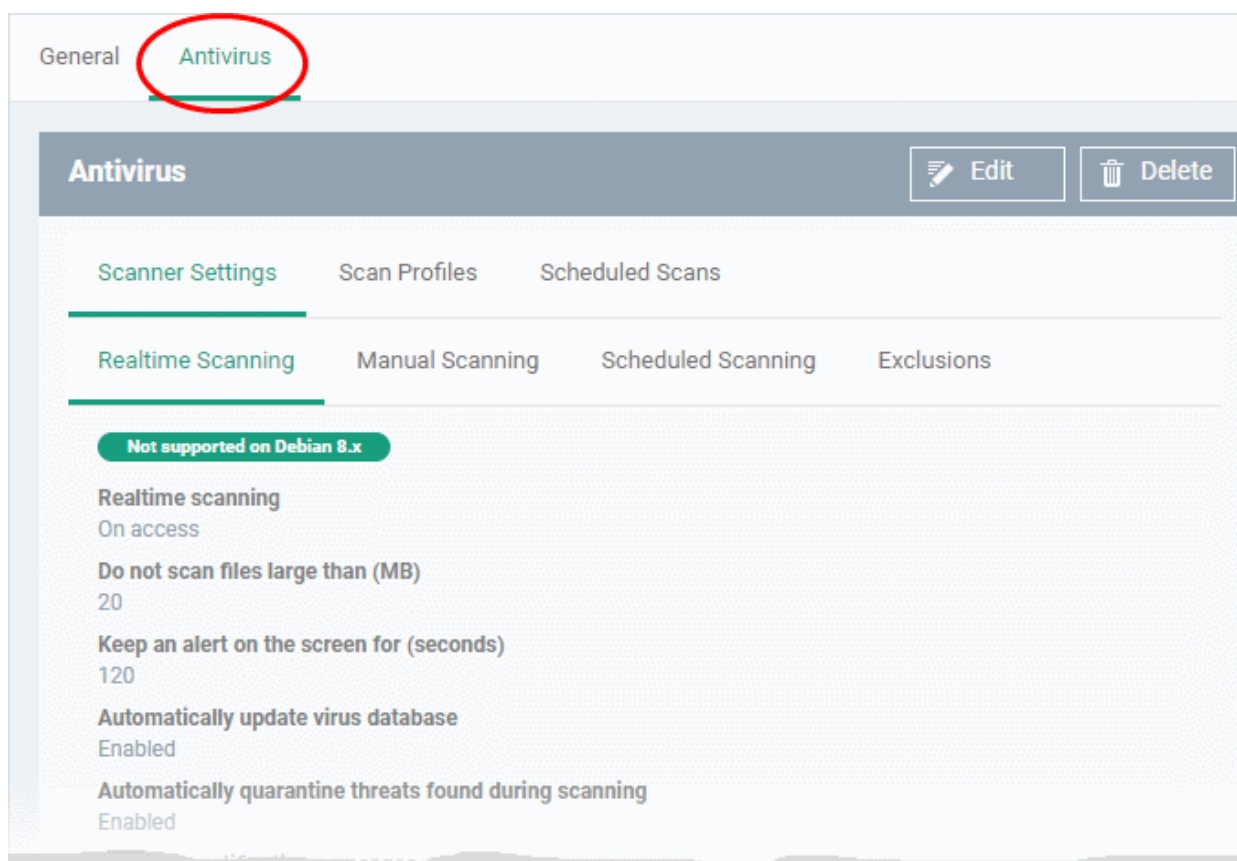 General Antivirus
Antivirus Edit Delete
Scanner Settings Scan Profiles Scheduled Scans
Realtime Scanning Manual Scanning Scheduled Scanning Exclusions
Not supported on Debian 8.x
Realtime scanning
On access
Do not scan files large than (MB)
20
Keep an alert on the screen for (seconds)
120
Automatically update virus database
Enabled
Automatically quarantine threats found during scanning
Enabled